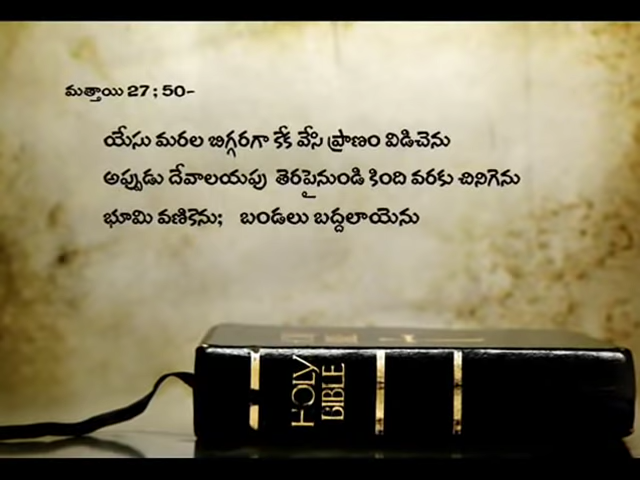 మత్తాయి 27 ; 50-
యేసు మరల బిగ్గరగా కేక వేసి ప్రాణం విడిచెను
అప్పుడు దేవాలయపు తెరపైనుండి కింది వరకు చినిగెను
భూమి వణికెను; బండలు బద్దలాయెను
HOLY
BIBLE